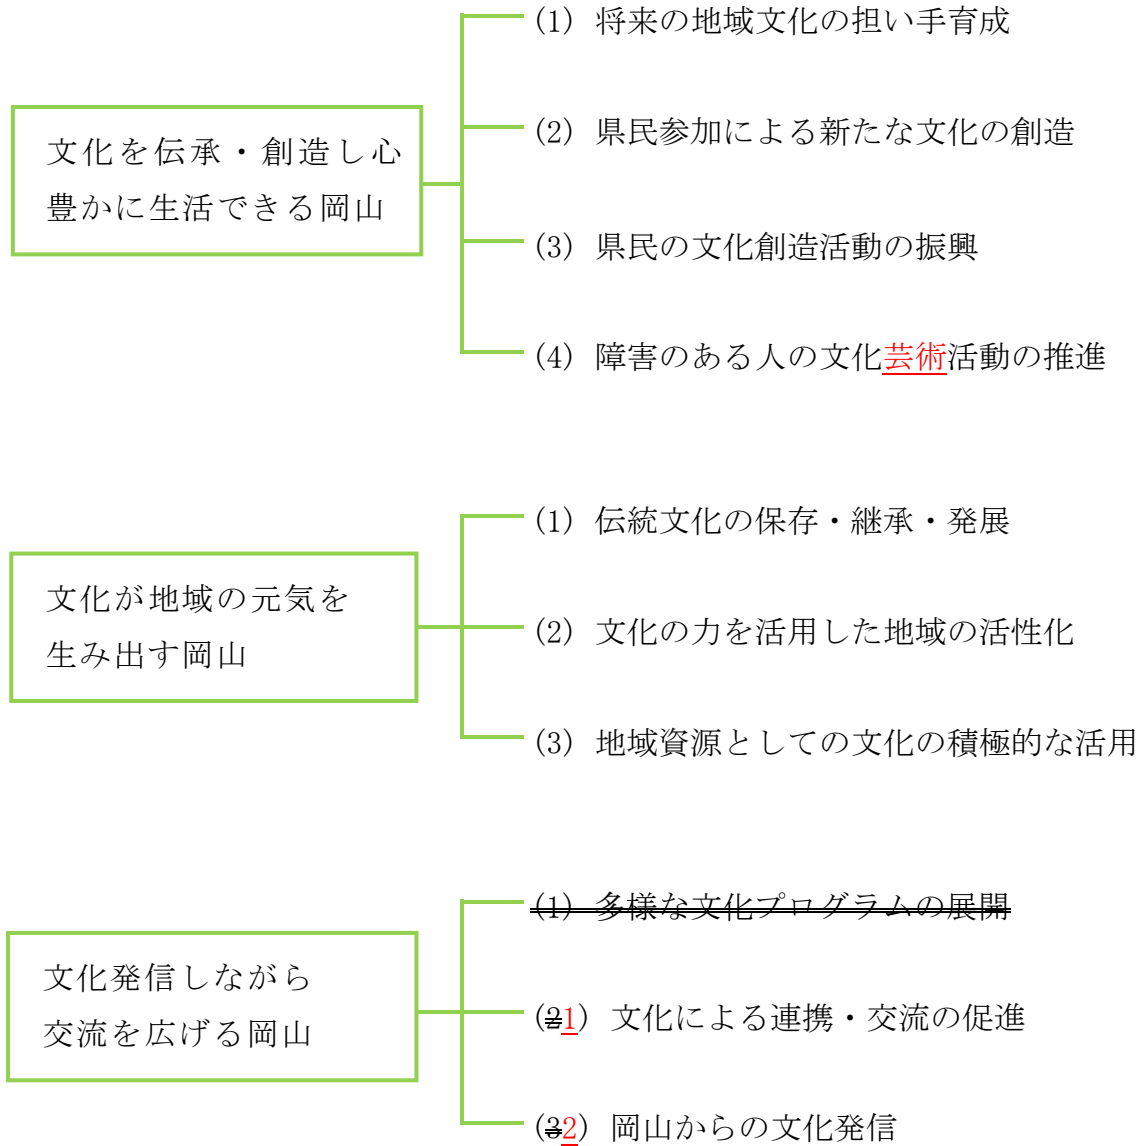 (1) 将来の地域文化の担い手育成
(2) 県民参加による新たな文化の創造
文化を伝承・創造し心
豊かに生活できる岡山
(3) 県民の文化創造活動の振興
(4) 障害のある人の文化芸術活動の推進
(1) 伝統文化の保存・継承・発展
文化が地域の元気を
生み出す岡山
(2) 文化の力を活用した地域の活性化
(3) 地域資源としての文化の積極的な活用
(1) 多様な文化プログラムの展開
文化発信しながら
交流を広げる岡山
(21) 文化による連携・交流の促進
(32) 岡山からの文化発信